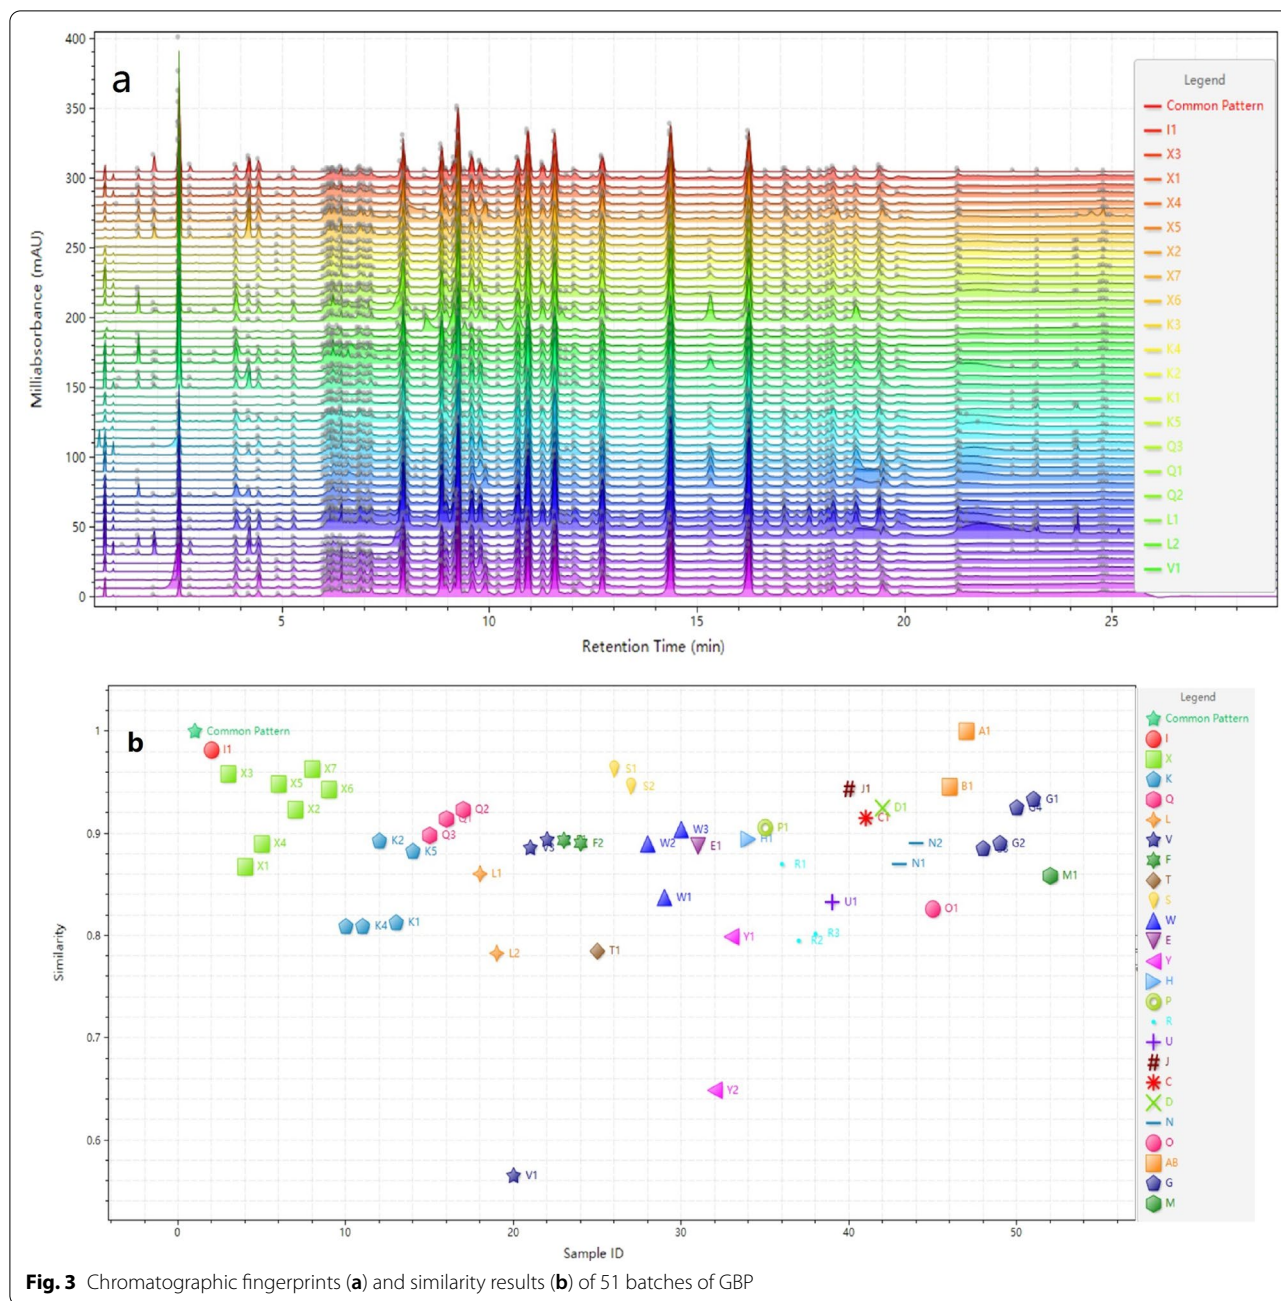 a
400
350
300
250
200
150
100
50
0
Milliabsorbance (mAU)
5
10
15
20
25
Retention Time (min)
Legend
Common Pattern
I1
X3
X1
X4
X5
X2
X7
X6
K3
K4
K2
K1
K5
Q3
Q1
Q2
L1
L2
V1
b
1
0.9
0.8
0.7
0.6
Similarity
Common Pattern
I1
X3
X1
X4
X5
X2
X7
X6
K4
K2
K1
K5
Q3
Q1
Q2
L1
L2
V1
V3
F2
T1
S1
S2
W2
W1
W3
E1
Y2
Y1
H1
P1
R1
R2
R3
U1
J1
C1
D1
N1
N2
O1
B1
A1
G2
G4
G1
M1
0
10
20
30
40
50
Sample ID
Legend
Common Pattern
I
X
K
Q
L
V
F
T
S
W
E
Y
H
P
R
U
J
C
D
N
O
AB
G
M
Fig. 3 Chromatographic fingerprints (a) and similarity results (b) of 51 batches of GBP